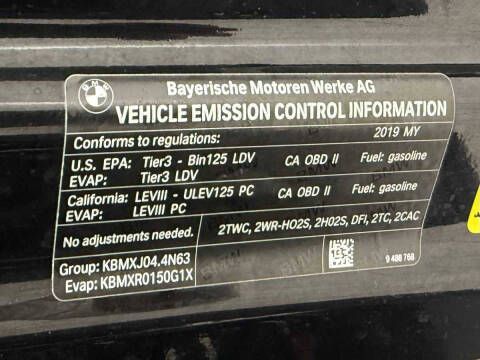 BMW
Bayerische Motoren Werke AG
VEHICLE EMISSION CONTROL INFORMATION
Conforms to regulations: 2019 MY
U.S. EPA: Tier3 - Bin125 LDV CA OBD II Fuel: gasoline
EVAP: Tier3 LDV
California: LEVIII - ULEV125 PC CA OBD II Fuel: gasoline
EVAP: LEVIII PC
No adjustments needed. 2TWC, 2WR-HO2S, 2HO2S, DFI, 2TC, 2CAC
Group: KBMXJ04.4N63
Evap: KBMXR0150G1X
9 488 768